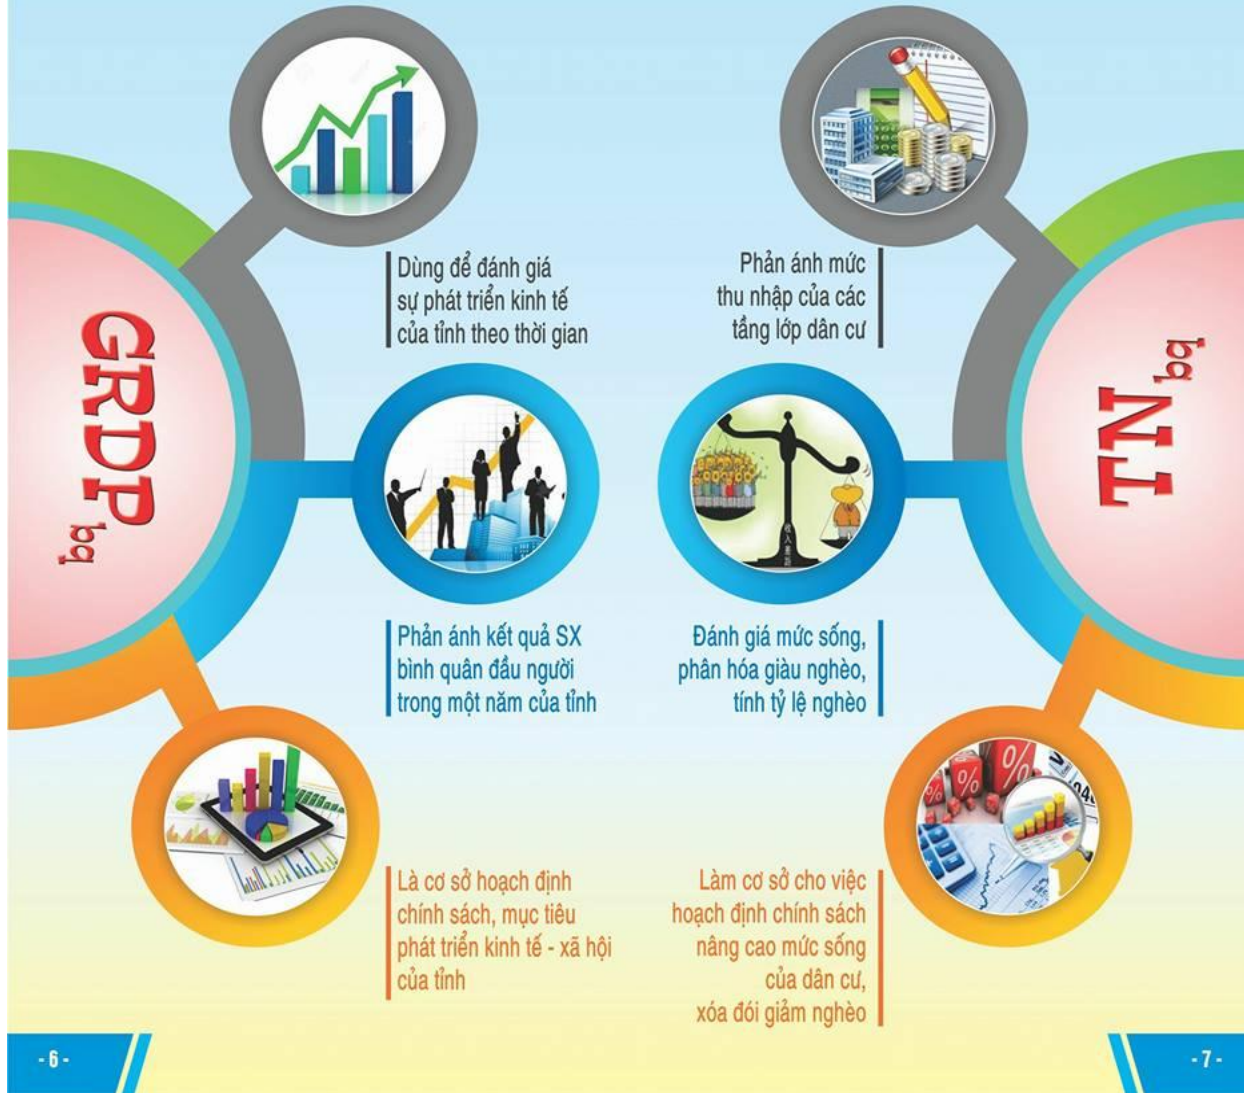 GRDP bq
Dùng để đánh giá
sự phát triển kinh tế
của tỉnh theo thời gian
Phản ánh kết quả SX
bình quân đầu người
trong một năm của tỉnh
Là cơ sở hoạch định
chính sách, mục tiêu
phát triển kinh tế - xã hội
của tỉnh
- 6 -
TN bq
Phản ánh mức
thu nhập của các
tầng lớp dân cư
Đánh giá mức sống,
phân hóa giàu nghèo,
tính tỷ lệ nghèo
%
%
%
Làm cơ sở cho việc
hoạch định chính sách
nâng cao mức sống
của dân cư,
xóa đói giảm nghèo
- 7 -